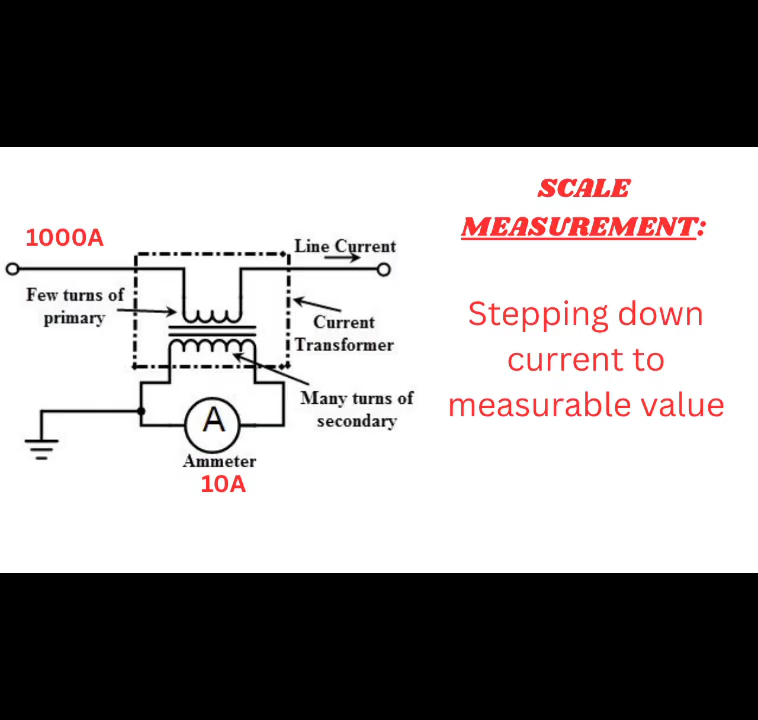 SCALE
MEASUREMENT:
1000A
Line Current
Few turns of
primary
Current
Transformer
Many turns of
secondary
A
Ammeter
10A
Stepping down
current to
measurable value